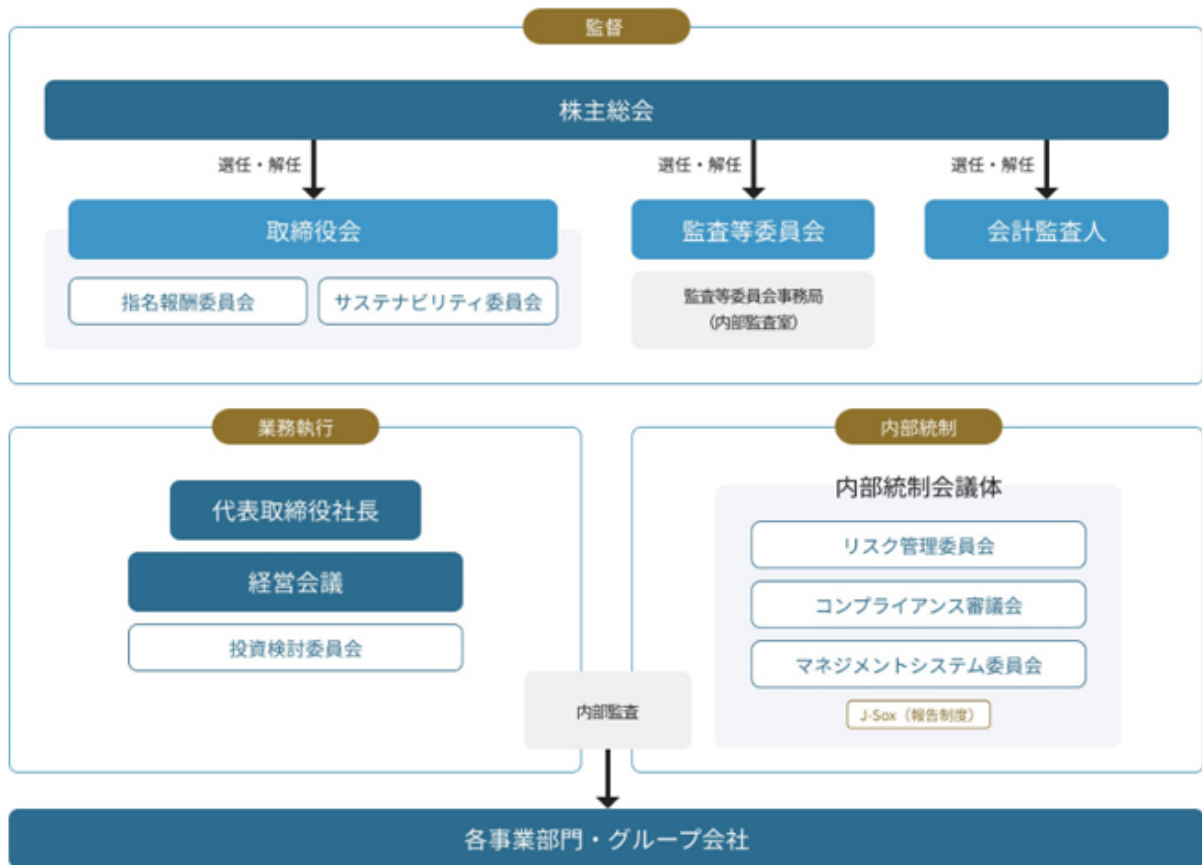 監督
株主総会
選任・解任
選任・解任
選任・解任
取締役会
監査等委員会
会計監査人
指名報酬委員会
サステナビリティ委員会
監査等委員会事務局
（内部監査室）
業務執行
代表取締役社長
経営会議
投資検討委員会
内部統制
内部統制会議体
リスク管理委員会
コンプライアンス審議会
マネジメントシステム委員会
J-Sox（報告制度）
内部監査
各事業部門・グループ会社